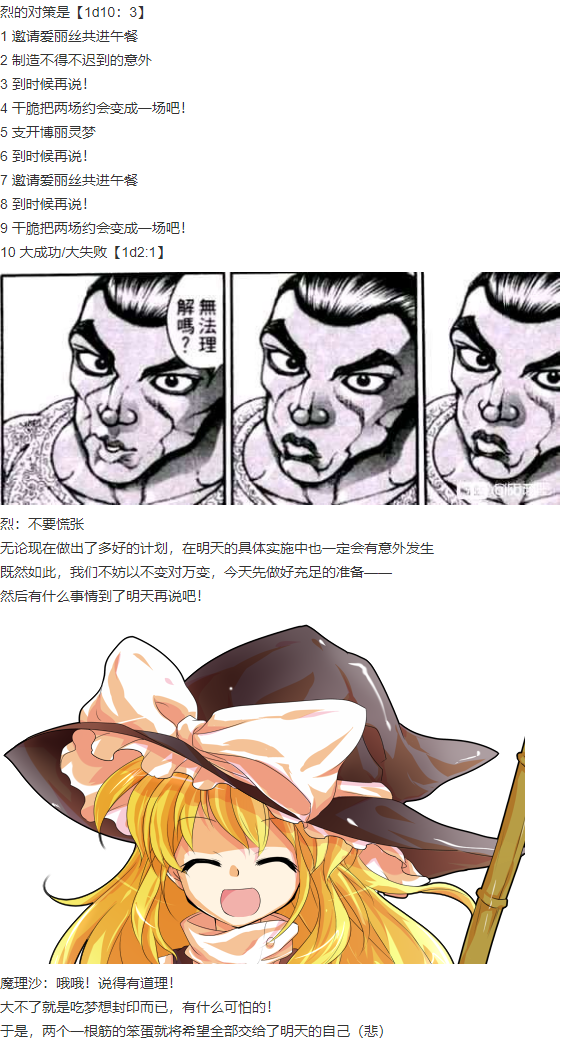 烈的对策是【1d10：3】
1 邀请爱丽丝共进午餐
2 制造不得不迟到的意外
3 到时候再说！
4 干脆把两场约会变成一场吧！
5 支开博丽灵梦
6 到时候再说！
7 邀请爱丽丝共进午餐
8 到时候再说！
9 干脆把两场约会变成一场吧！
10 大成功/大失败【1d2:1】
無法理
解嗎？
烈：不要慌张
无论现在做出了多好的计划，在明天的具体实施中也一定会有意外发生
既然如此，我们不妨以不变对万变，今天先做好充足的准备——
然后有什么事情到了明天再说吧！
魔理沙：哦哦！说得有道理！
大不了就是吃梦想封印而已，有什么可怕的！
于是，两个一根筋的笨蛋就将希望全部交给了明天的自己（悲）